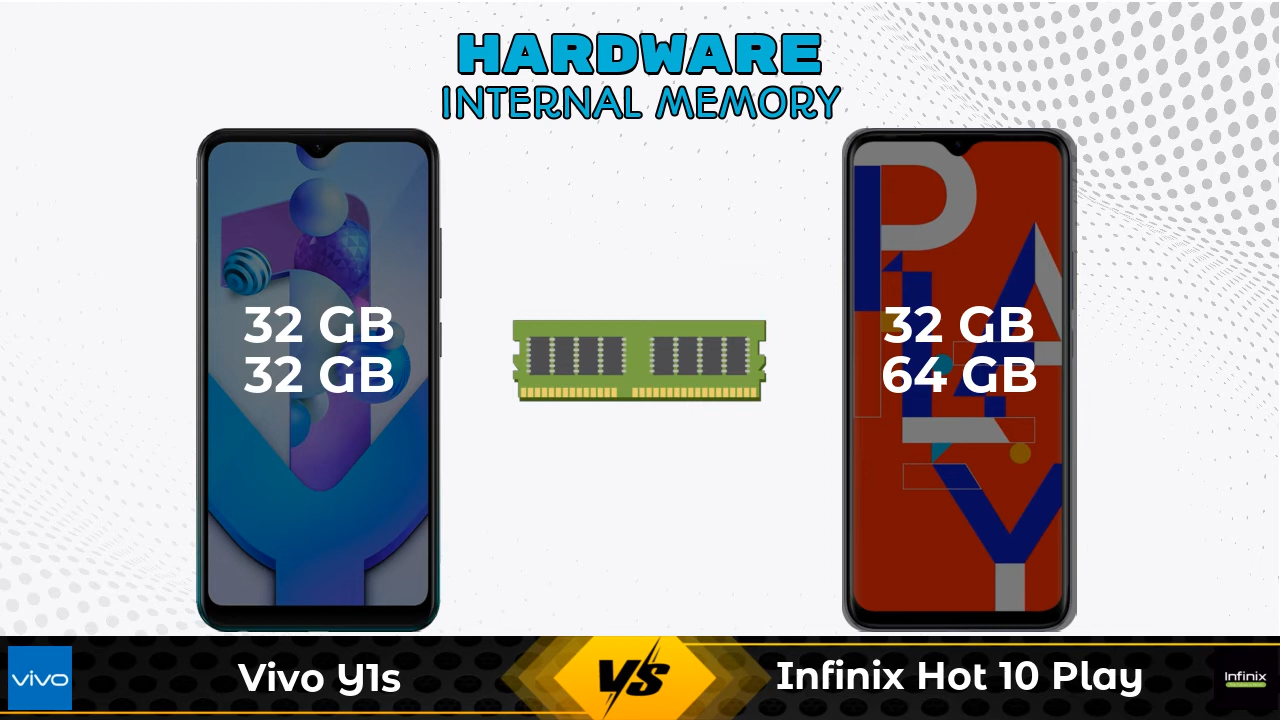 HARDWARE
INTERNAL MEMORY
32 GB
32 GB
32 GB
64 GB
PLAY
vivo
Vivo Y1s
VS
Infinix Hot 10 Play
Infinix